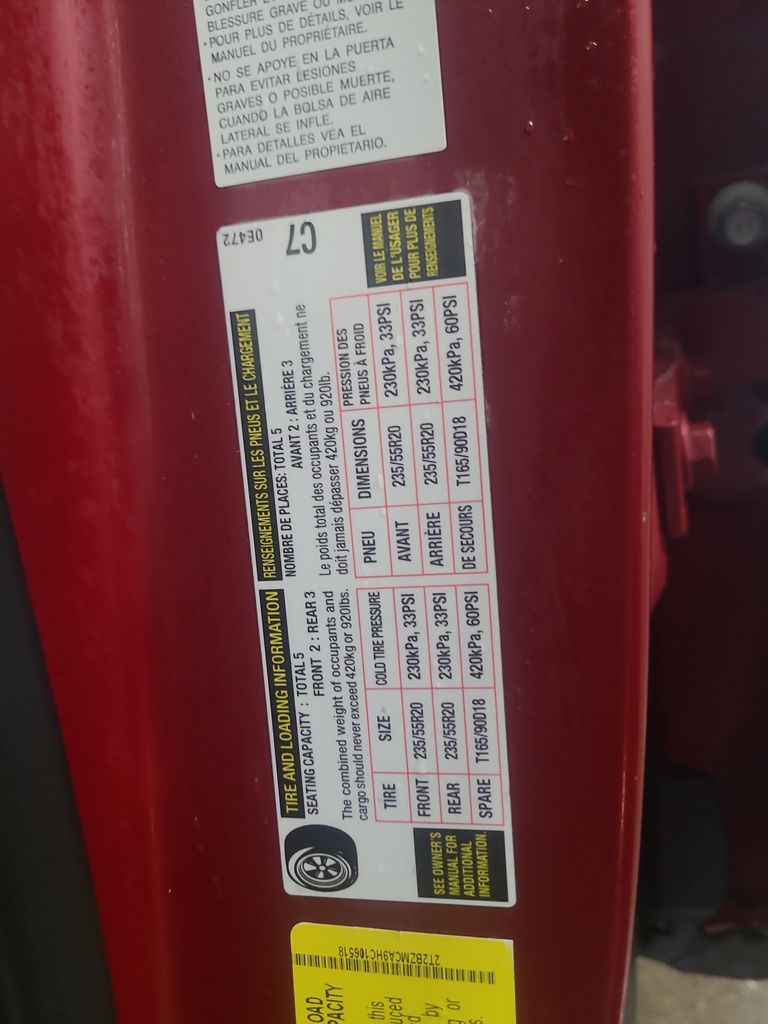 GONFLER
BLESSURE GRAVE OU
•POUR PLUS DE DÉTAILS, VOIR LE
MANUEL DU PROPRIÉTAIRE.
•NO SE APOYE EN LA PUERTA
PARA EVITAR LESIONES
GRAVES O POSIBLE MUERTE,
CUANDO LA BOLSA DE AIRE
LATERAL SE INFLE.
•PARA DETALLES VEA EL
MANUAL DEL PROPIETARIO.
TIRE AND LOADING INFORMATION
SEATING CAPACITY : TOTAL 5
FRONT 2 : REAR 3
The combined weight of occupants and
cargo should never exceed 420kg or 920lbs.
TIRE SIZE COLD TIRE PRESSURE
FRONT 235/55R20 230kPa, 33PSI
REAR 235/55R20 230kPa, 33PSI
SPARE T165/90D18 420kPa, 60PSI
SEE OWNER'S
MANUAL FOR
ADDITIONAL
INFORMATION.
RENSEIGNEMENTS SUR LES PNEUS ET LE CHARGEMENT
NOMBRE DE PLACES: TOTAL 5
AVANT 2 : ARRIÈRE 3
Le poids total des occupants et du chargement ne
doit jamais dépasser 420kg ou 920lb.
PNEU DIMENSIONS PRESSION DES
PNEUS À FROID
AVANT 235/55R20 230kPa, 33PSI
ARRIÈRE 235/55R20 230kPa, 33PSI
DE SECOURS T165/90D18 420kPa, 60PSI
VOIR LE MANUEL
DE L'USAGER
POUR PLUS DE
RENSEIGNEMENTS
0E472
C7
2T2BZMCA9HC106518
OAD
PACITY
this
uced
by
or